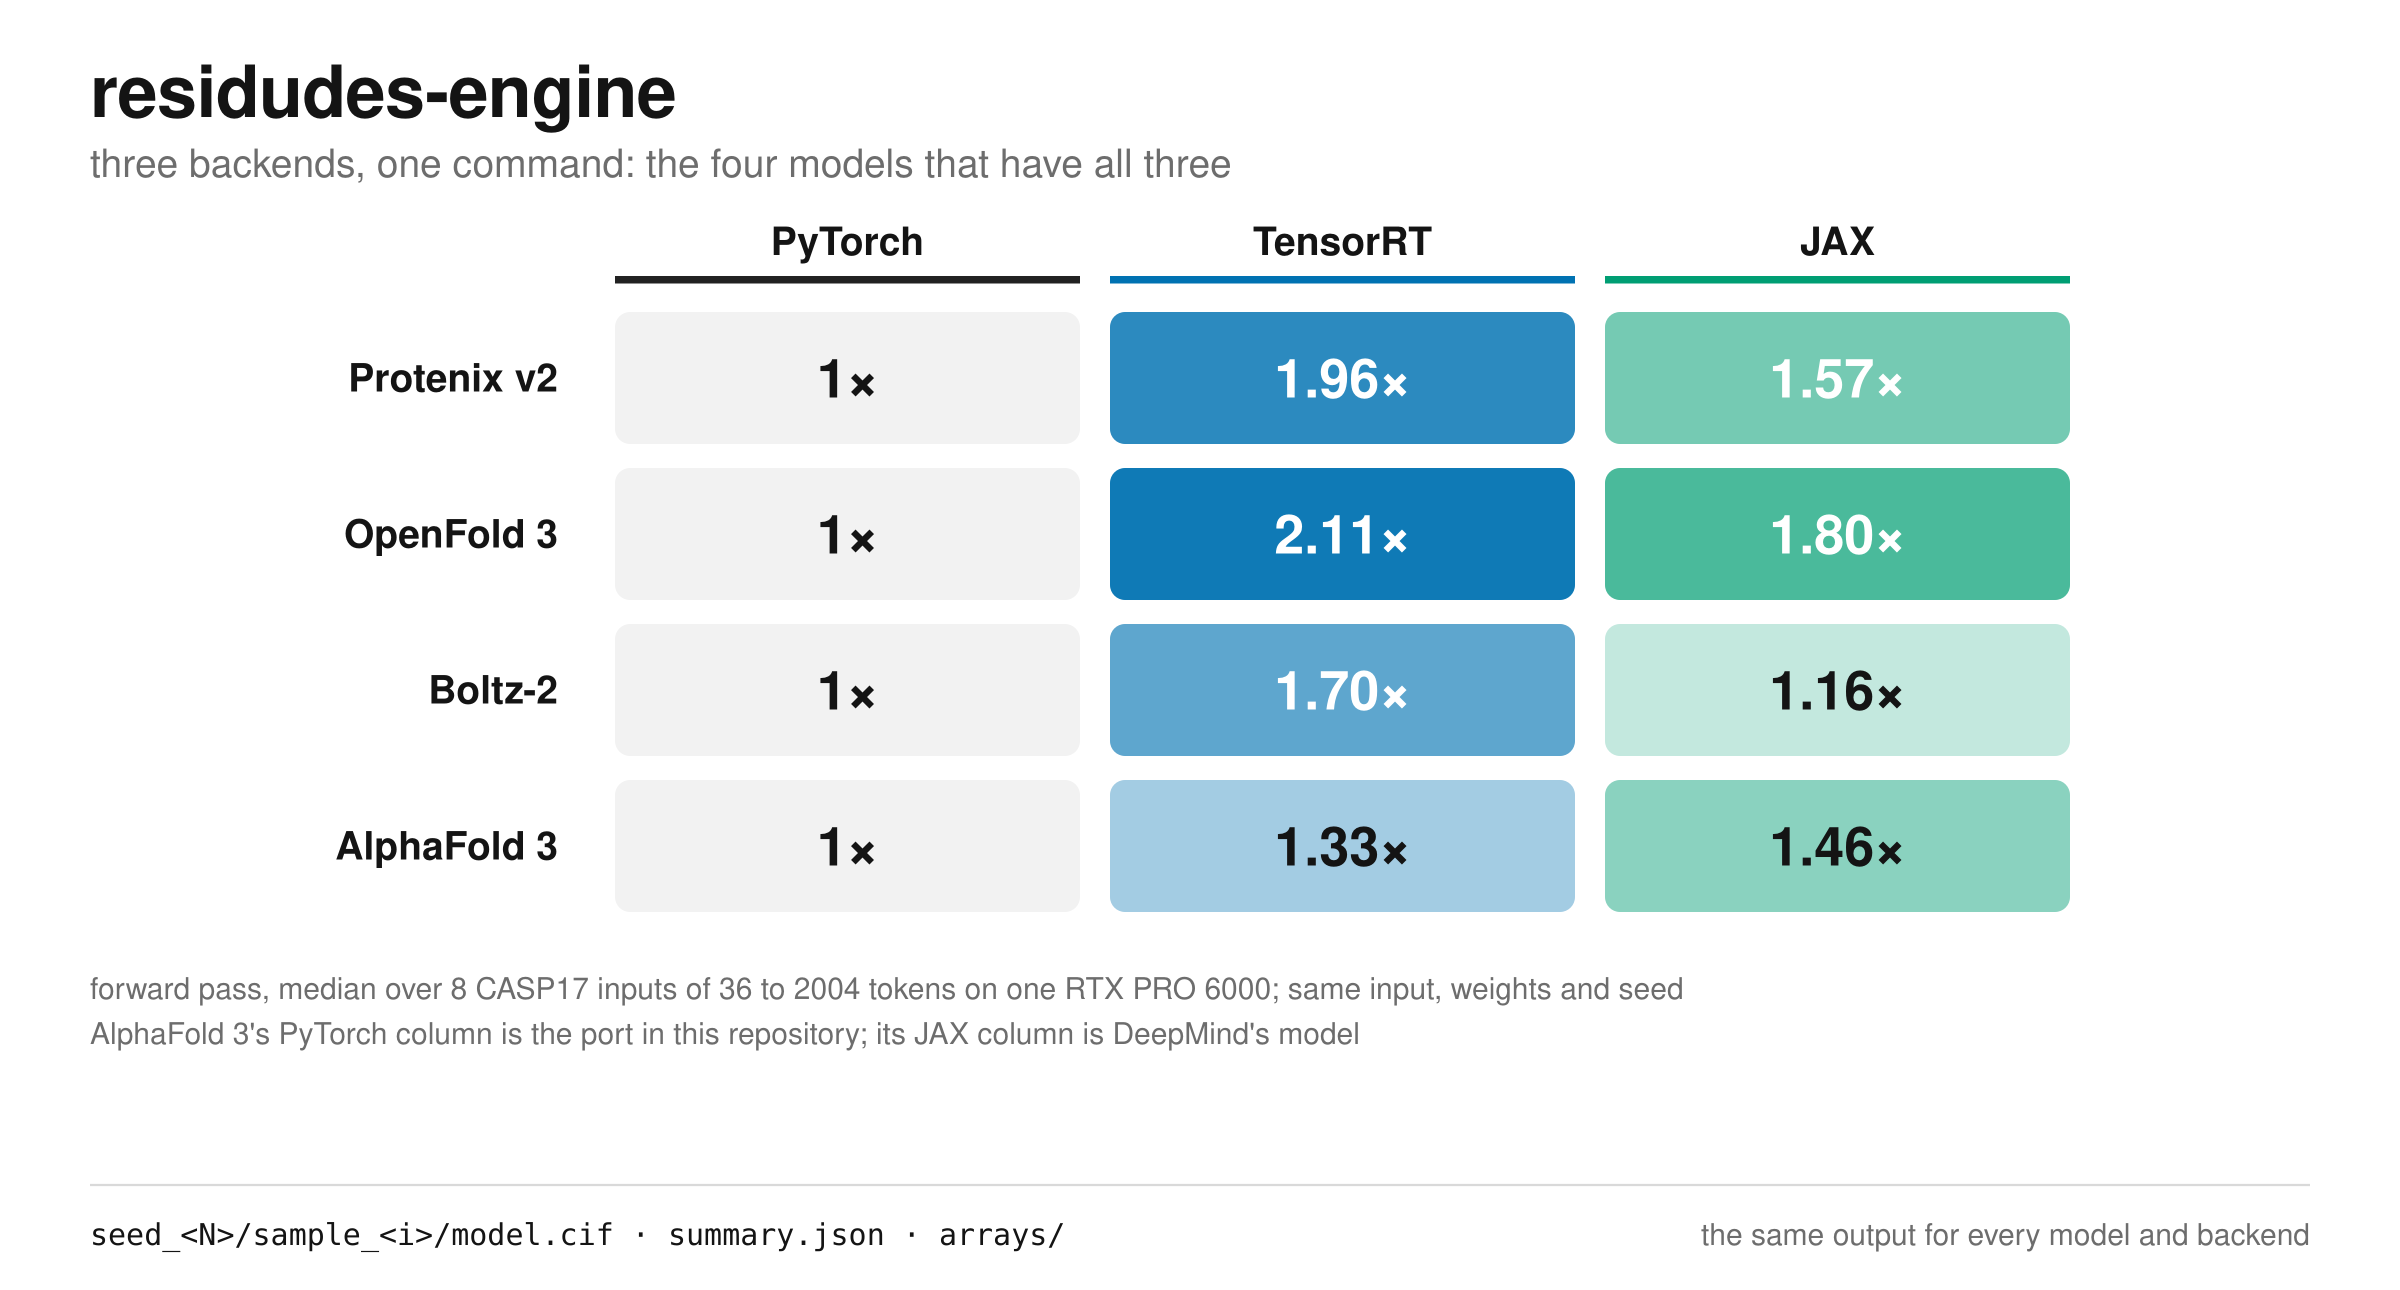 residudes-engine
three backends, one command: the four models that have all three
PyTorch TensorRT JAX
Protenix v2 1× 1.96× 1.57×
OpenFold 3 1× 2.11× 1.80×
Boltz-2 1× 1.70× 1.16×
AlphaFold 3 1× 1.33× 1.46×
forward pass, median over 8 CASP17 inputs of 36 to 2004 tokens on one RTX PRO 6000; same input, weights and seed
AlphaFold 3's PyTorch column is the port in this repository; its JAX column is DeepMind's model
seed_<N>/sample_<i>/model.cif · summary.json · arrays/ the same output for every model and backend